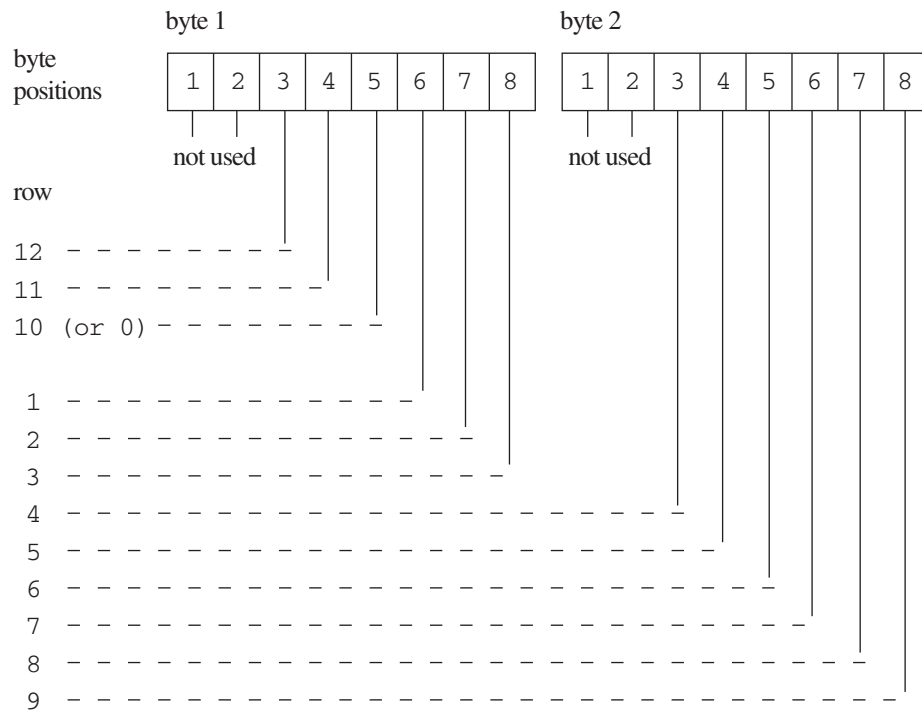 byte 1 byte 2
byte
positions
1 2 3 4 5 6 7 8 1 2 3 4 5 6 7 8
not used not used
row
12
11
10 (or 0)
1
2
3
4
5
6
7
8
9